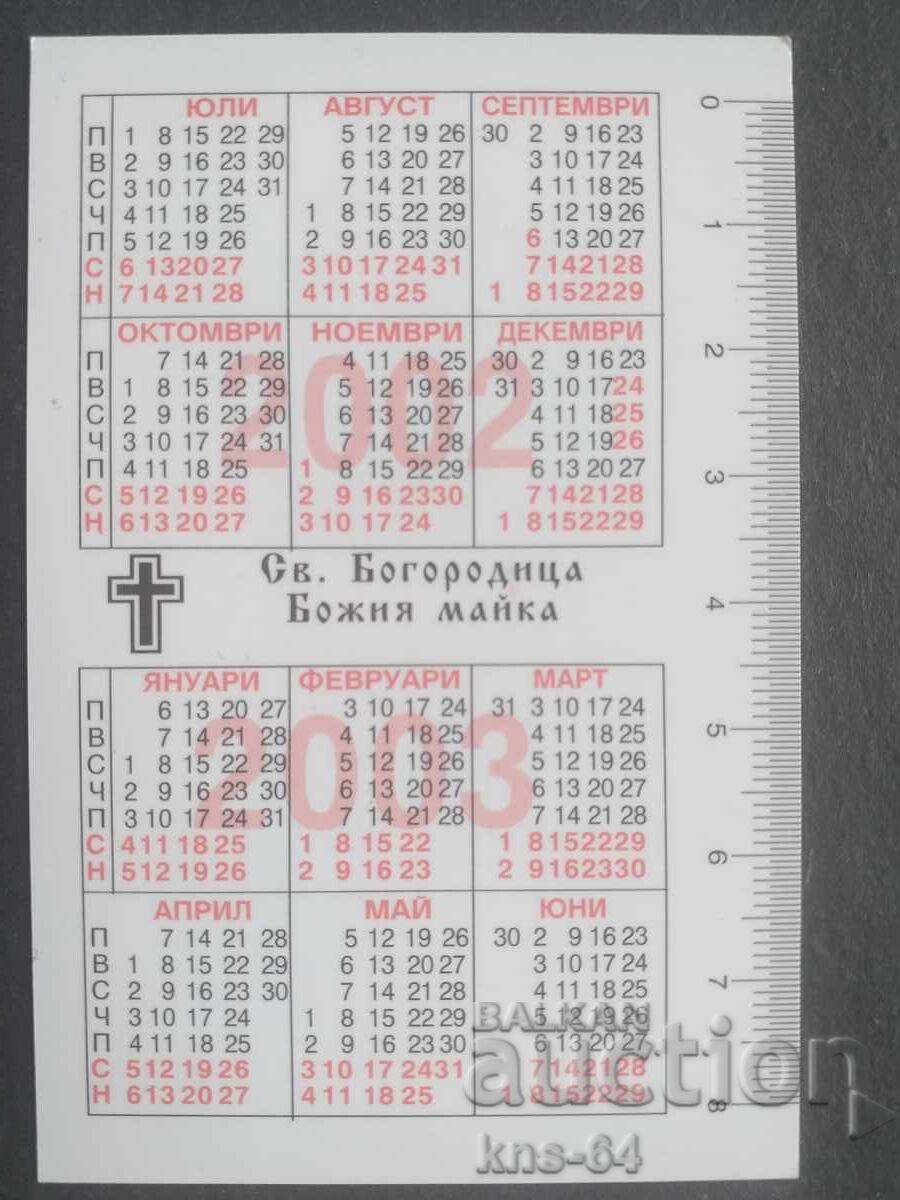 ЮЛИ АВГУСТ СЕПТЕМВРИ
П 1 8 15 22 29 5 12 19 26 30 2 9 16 23
В 2 9 16 23 30 6 13 20 27 3 10 17 24
С 3 10 17 24 31 7 14 21 28 4 11 18 25
Ч 4 11 18 25 1 8 15 22 29 5 12 19 26
П 5 12 19 26 2 9 16 23 30 6 13 20 27
С 6 13 20 27 3 10 17 24 31 7 14 21 28
Н 7 14 21 28 4 11 18 25 1 8 15 22 29
ОКТОМВРИ НОЕМВРИ ДЕКЕМВРИ
П 7 14 21 28 4 11 18 25 30 2 9 16 23
В 1 8 15 22 29 5 12 19 26 31 3 10 17 24
С 2 9 16 23 30 6 13 20 27 4 11 18 25
Ч 3 10 17 24 31 7 14 21 28 5 12 19 26
П 4 11 18 25 1 8 15 22 29 6 13 20 27
С 5 12 19 26 2 9 16 23 30 7 14 21 28
Н 6 13 20 27 3 10 17 24 1 8 15 22 29
2002
Св. Богородица
Божия майка
ЯНУАРИ ФЕВРУАРИ МАРТ
П 6 13 20 27 3 10 17 24 31 3 10 17 24
В 7 14 21 28 4 11 18 25 4 11 18 25
С 1 8 15 22 29 5 12 19 26 5 12 19 26
Ч 2 9 16 23 30 6 13 20 27 6 13 20 27
П 3 10 17 24 31 7 14 21 28 7 14 21 28
С 4 11 18 25 1 8 15 22 1 8 15 22 29
Н 5 12 19 26 2 9 16 23 2 9 16 23 30
2003
АПРИЛ МАЙ ЮНИ
П 7 14 21 28 5 12 19 26 30 2 9 16 23
В 1 8 15 22 29 6 13 20 27 3 10 17 24
С 2 9 16 23 30 7 14 21 28 4 11 18 25
Ч 3 10 17 24 1 8 15 22 29 5 12 19 26
П 4 11 18 25 2 9 16 23 30 6 13 20 27
С 5 12 19 26 3 10 17 24 31 7 14 21 28
Н 6 13 20 27 4 11 18 25 1 8 15 22 29
0
1
2
3
4
5
6
7
8
BALKAN
auction
kns-64